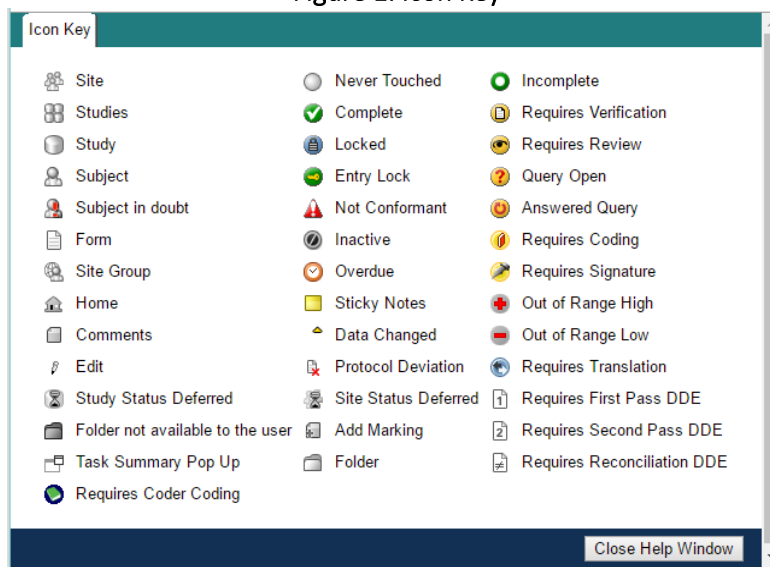 Icon Key
Site
Studies
Study
Subject
Subject in doubt
Form
Site Group
Home
Comments
Edit
Study Status Deferred
Folder not available to the user
Task Summary Pop Up
Requires Coder Coding
Never Touched
Complete
Locked
Entry Lock
Not Conformant
Inactive
Overdue
Sticky Notes
Data Changed
Protocol Deviation
Site Status Deferred
Add Marking
Folder
Incomplete
Requires Verification
Requires Review
Query Open
Answered Query
Requires Coding
Requires Signature
Out of Range High
Out of Range Low
Requires Translation
1 Requires First Pass DDE
2 Requires Second Pass DDE
≠ Requires Reconciliation DDE
Close Help Window